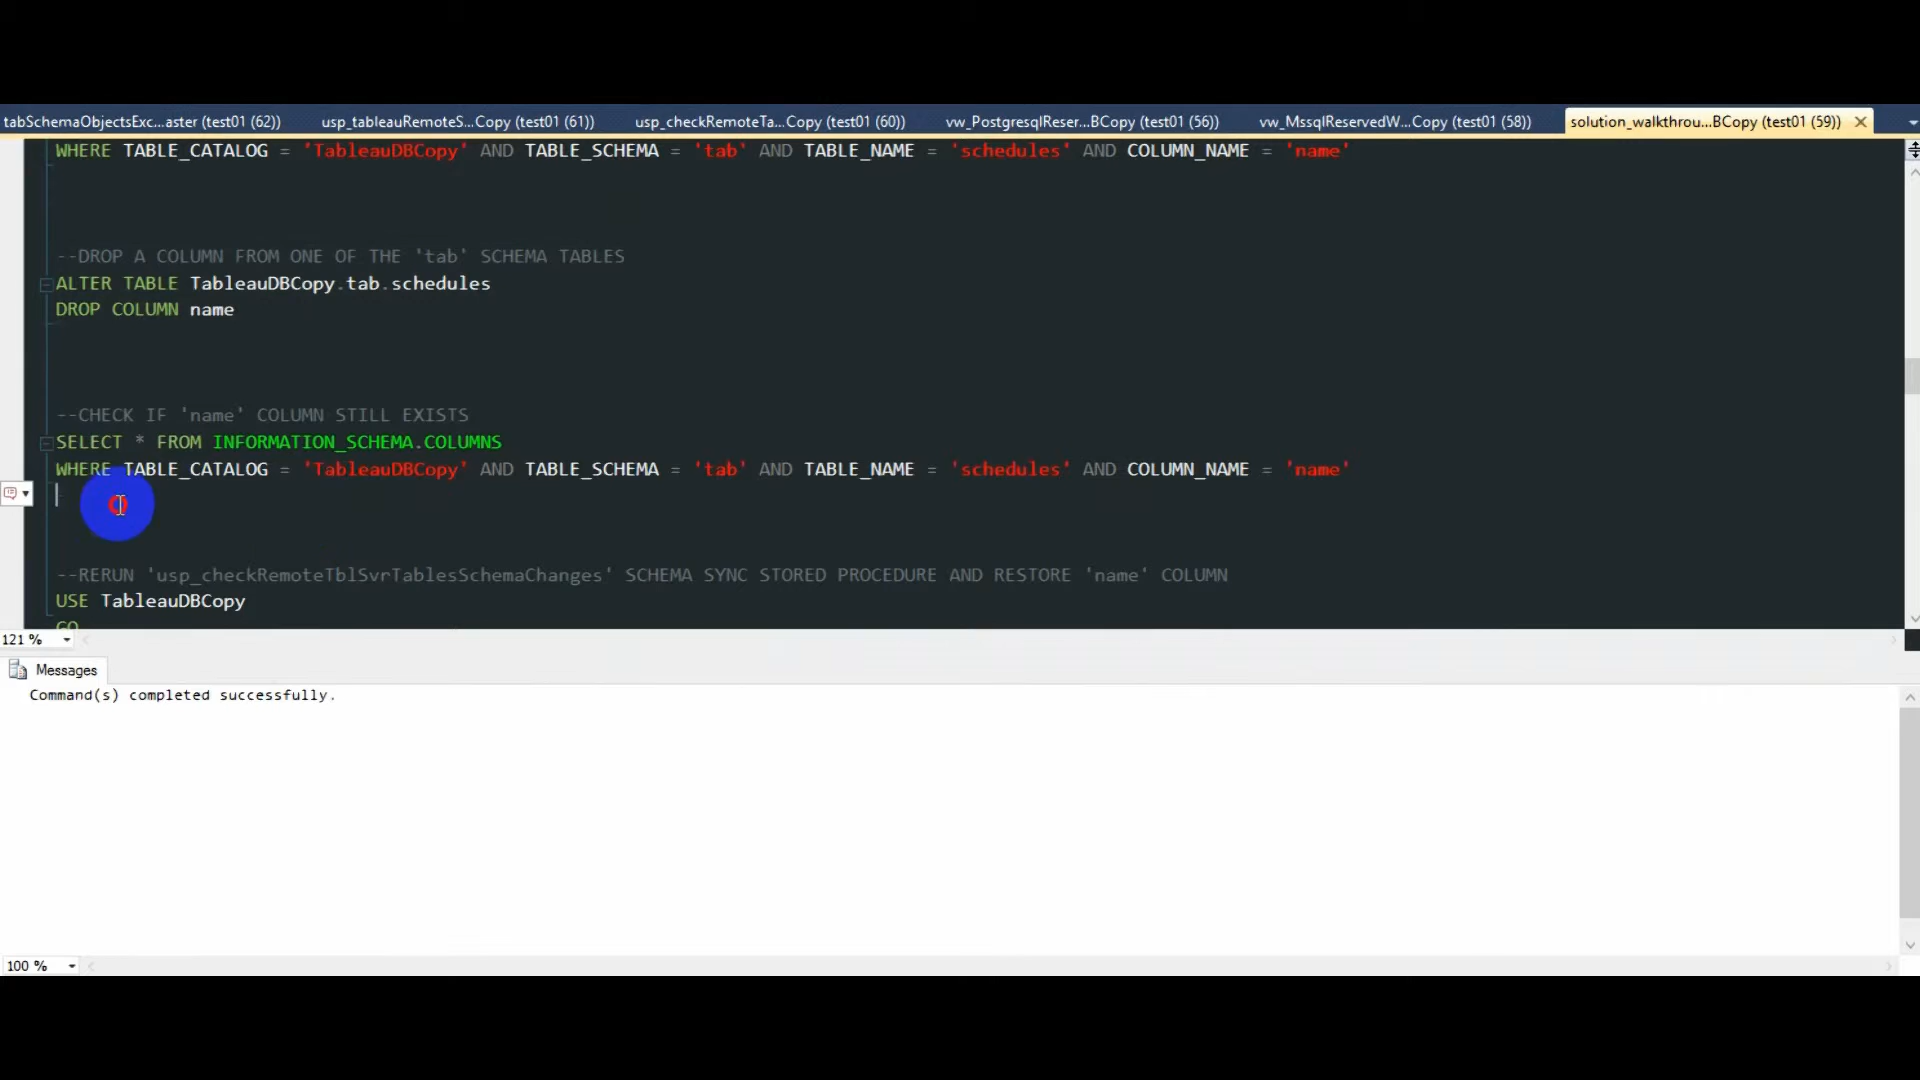 tabSchemaObjectsExc...aster (test01 (62)) usp_tableauRemoteS...Copy (test01 (61)) usp_checkRemoteTa...Copy (test01 (60)) vw_PostgresqlReser...BCopy (test01 (56)) vw_MssqlReservedW...Copy (test01 (58)) solution_walkthrou...BCopy (test01 (59))
WHERE TABLE_CATALOG = 'TableauDBCopy' AND TABLE_SCHEMA = 'tab' AND TABLE_NAME = 'schedules' AND COLUMN_NAME = 'name'
--DROP A COLUMN FROM ONE OF THE 'tab' SCHEMA TABLES
ALTER TABLE TableauDBCopy.tab.schedules
DROP COLUMN name
--CHECK IF 'name' COLUMN STILL EXISTS
SELECT * FROM INFORMATION_SCHEMA.COLUMNS
WHERE TABLE_CATALOG = 'TableauDBCopy' AND TABLE_SCHEMA = 'tab' AND TABLE_NAME = 'schedules' AND COLUMN_NAME = 'name'
--RERUN 'usp_checkRemoteTblSvrTablesSchemaChanges' SCHEMA SYNC STORED PROCEDURE AND RESTORE 'name' COLUMN
USE TableauDBCopy
GO
121 %
Messages
Command(s) completed successfully.
100 %